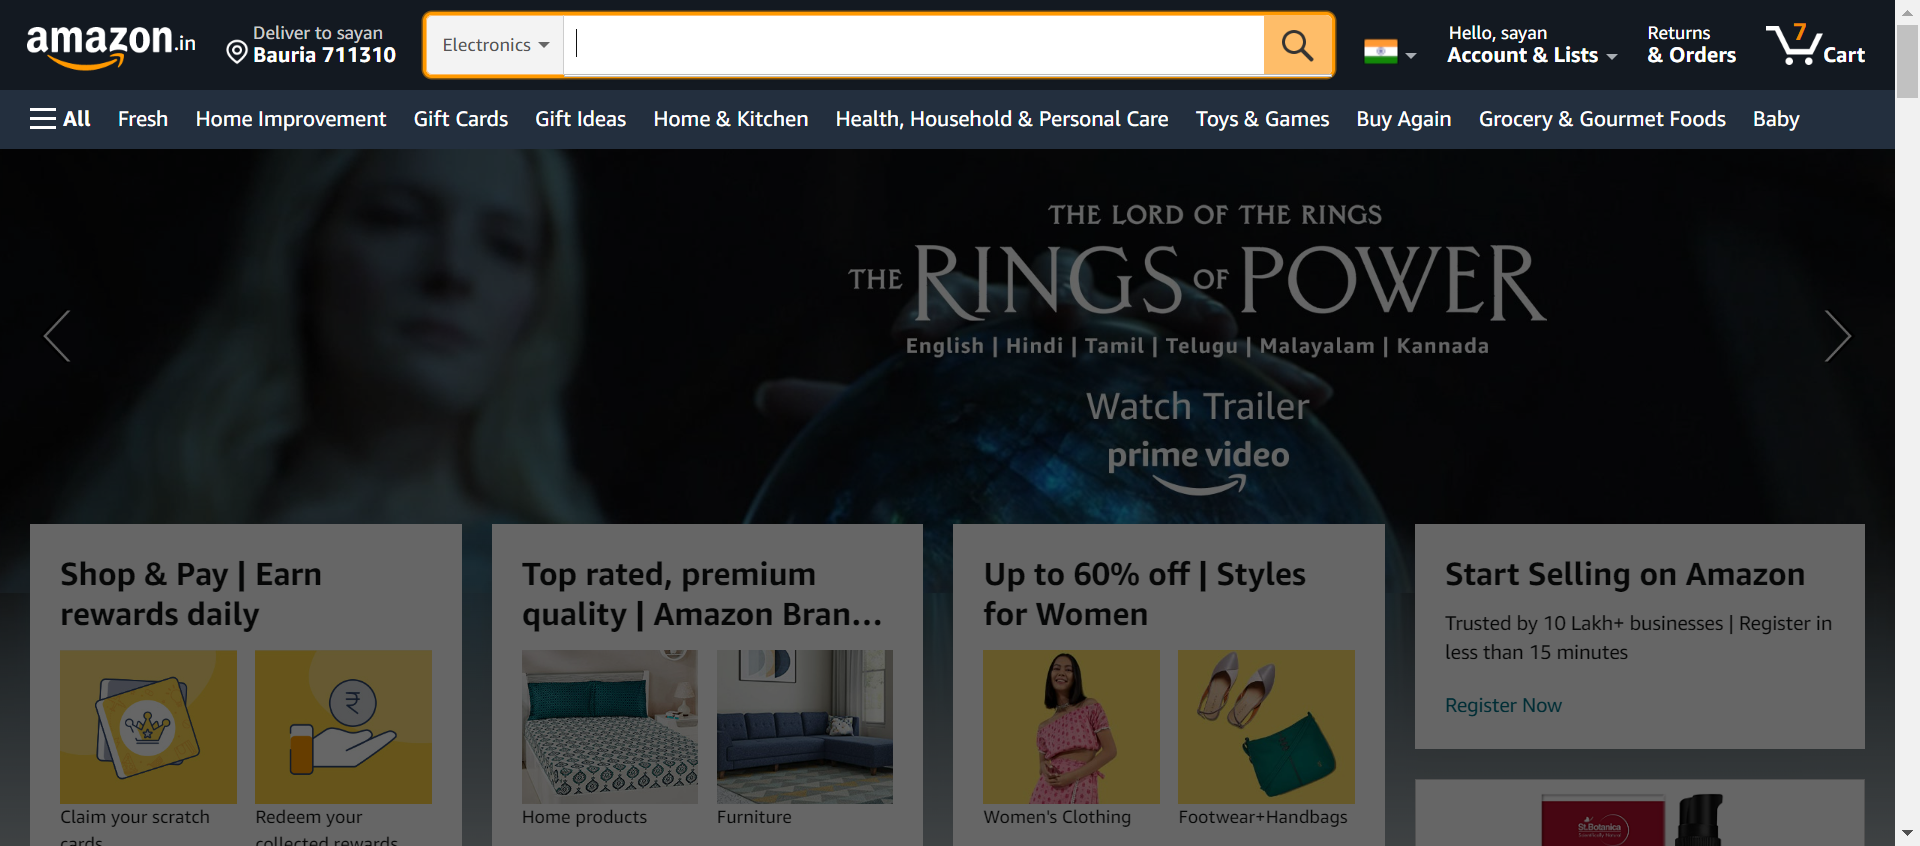 amazon.in
Deliver to sayan
Bauria 711310
Electronics
Hello, sayan
Account & Lists
Returns
& Orders
7
Cart
All
Fresh
Home Improvement
Gift Cards
Gift Ideas
Home & Kitchen
Health, Household & Personal Care
Toys & Games
Buy Again
Grocery & Gourmet Foods
Baby
THE LORD OF THE RINGS
THE RINGS OF POWER
English | Hindi | Tamil | Telugu | Malayalam | Kannada
Watch Trailer
prime video
Shop & Pay | Earn
rewards daily
₹
Claim your scratch
cards
Redeem your
collected rewards
Top rated, premium
quality | Amazon Bran...
Home products
Furniture
Up to 60% off | Styles
for Women
Women's Clothing
Footwear+Handbags
Start Selling on Amazon
Trusted by 10 Lakh+ businesses | Register in
less than 15 minutes
Register Now
St.Botanica